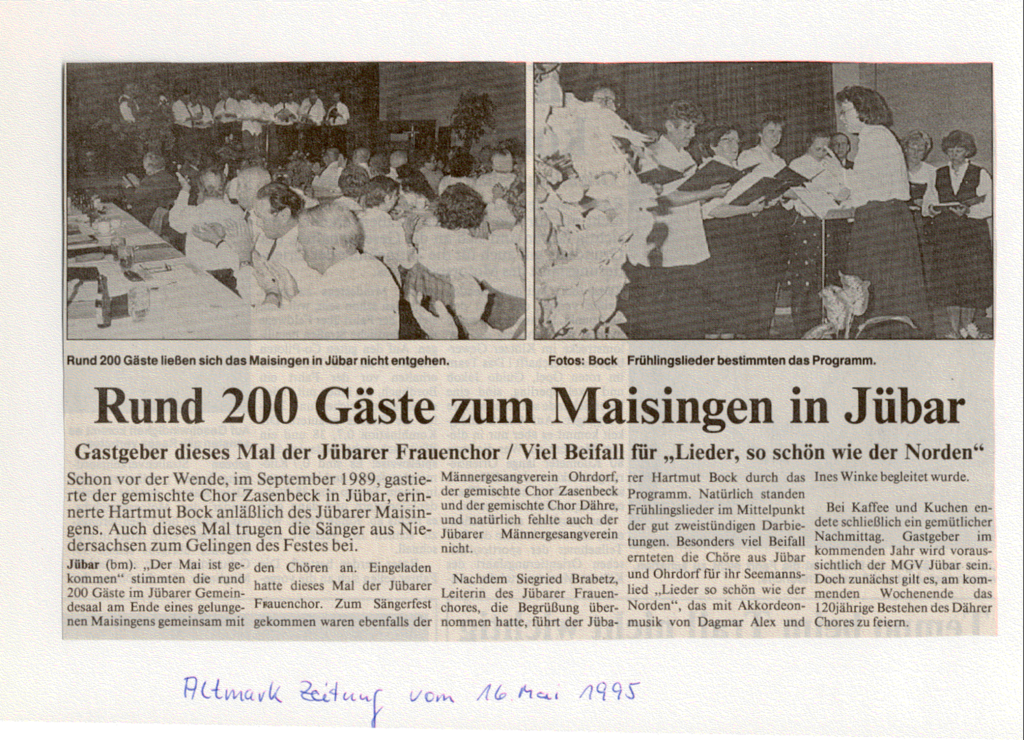 Rund 200 Gäste ließen sich das Maisingen in Jübar nicht entgehen.
Fotos: Bock
Frühlingslieder bestimmten das Programm.
Rund 200 Gäste zum Maisingen in Jübar
Gastgeber dieses Mal der Jübarer Frauenchor / Viel Beifall für „Lieder, so schön wie der Norden“
Schon vor der Wende, im September 1989, gastie-
rte der gemischte Chor Zasenbeck in Jübar, erin-
nerte Hartmut Bock anläßlich des Jübarer Maisin-
gens. Auch dieses Mal trugen die Sänger aus Nie-
dersachsen zum Gelingen des Festes bei.
Jübar (bm). „Der Mai ist ge-
kommen“ stimmten die rund
200 Gäste im Jübarer Gemein-
desaal am Ende eines gelunge-
nen Maisingens gemeinsam mit
den Chören an. Eingeladen
hatte dieses Mal der Jübarer
Frauenchor. Zum Sängerfest
gekommen waren ebenfalls der
Männergesangverein Ohrdorf,
der gemischte Chor Zasenbeck
und der gemischte Chor Dähre,
und natürlich fehlte auch der
Jübarer Männergesangverein
nicht.
Nachdem Siegried Brabetz,
Leiterin des Jübarer Frauen-
chores, die Begrüßung über-
nommen hatte, führt der Jüba-
rer Hartmut Bock durch das
Programm. Natürlich standen
Frühlingslieder im Mittelpunkt
der gut zweistündigen Darbie-
tungen. Besonders viel Beifall
ernteten die Chöre aus Jübar
und Ohrdorf für ihr Seemanns-
lied „Lieder so schön wie der
Norden“, das mit Akkordeon-
musik von Dagmar Alex und
Ines Winke begleitet wurde.
Bei Kaffee und Kuchen en-
dete schließlich ein gemütlicher
Nachmittag. Gastgeber im
kommenden Jahr wird voraus-
sichtlich der MGV Jübar sein.
Doch zunächst gilt es, am kom-
menden Wochenende das
120jährige Bestehen des Dährer
Chores zu feiern.
Altmark Zeitung vom 16. Mai 1995